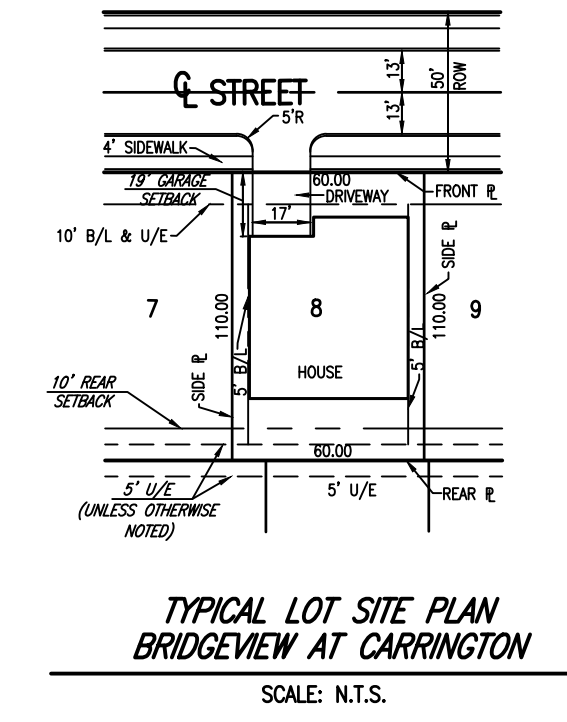 13'
50'
ROW
℄ STREET
13'
5'R
4' SIDEWALK
19' GARAGE
SETBACK
60.00
DRIVEWAY
FRONT ⅊
17'
10' B/L & U/E
SIDE ⅊
7
110.00
8
110.00
9
5' B/L
HOUSE
5' B/L
SIDE ⅊
10' REAR
SETBACK
60.00
5' U/E
(UNLESS OTHERWISE
NOTED)
5' U/E
REAR ⅊
TYPICAL LOT SITE PLAN
BRIDGEVIEW AT CARRINGTON
SCALE: N.T.S.